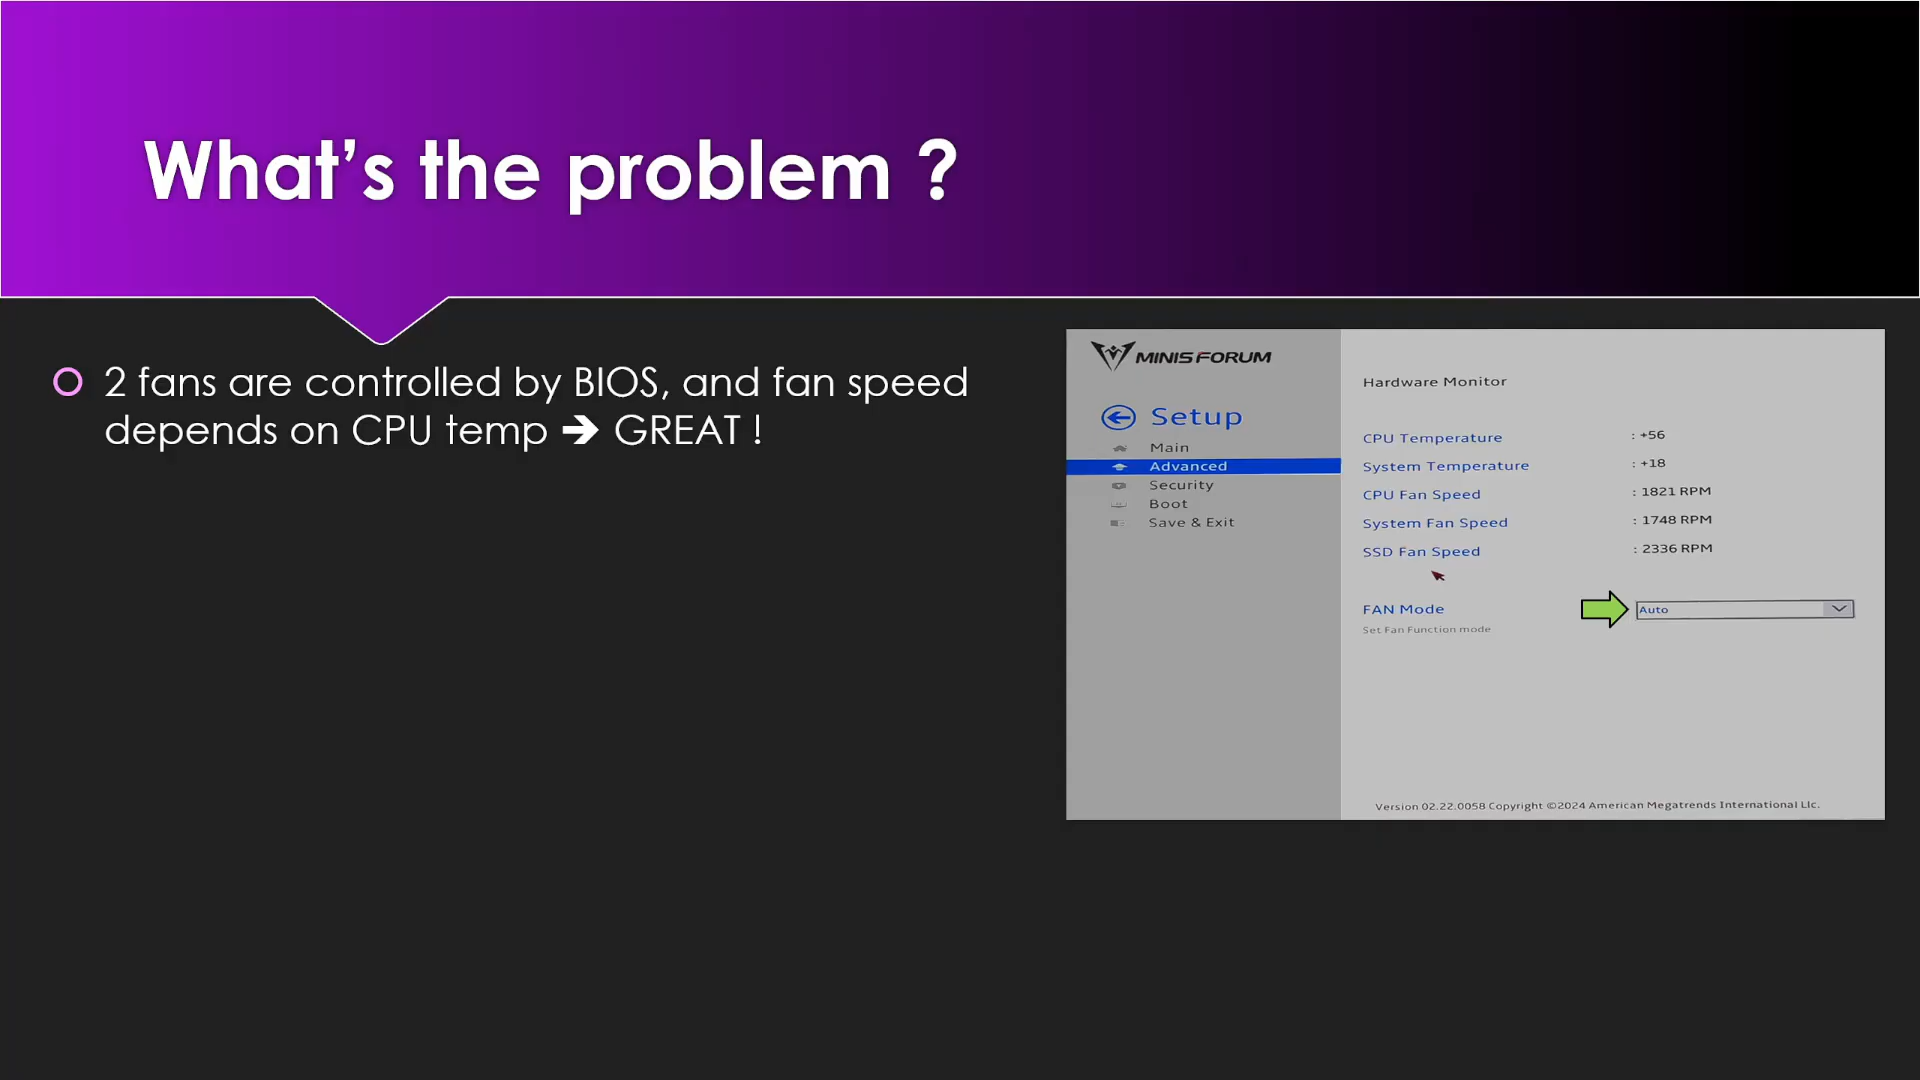 What's the problem ?
2 fans are controlled by BIOS, and fan speed
depends on CPU temp ➔ GREAT !
MINISFORUM
Setup
Main
Advanced
Security
Boot
Save & Exit
Hardware Monitor
CPU Temperature : +56
System Temperature : +18
CPU Fan Speed : 1821 RPM
System Fan Speed : 1748 RPM
SSD Fan Speed : 2336 RPM
FAN Mode Auto
Set Fan Function mode
Version 02.22.0058 Copyright ©2024 American Megatrends International Llc.